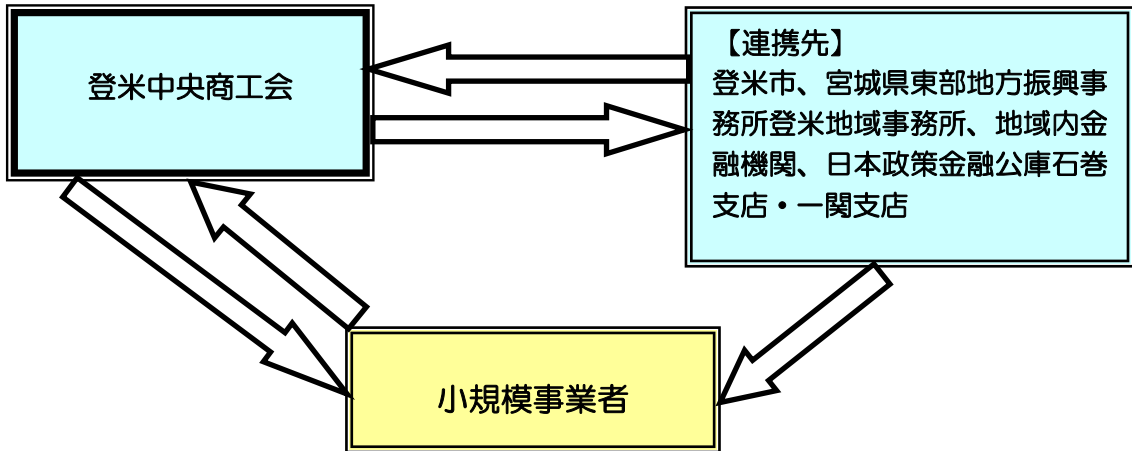 登米中央商工会
【連携先】
登米市、宮城県東部地方振興事
務所登米地域事務所、地域内金
融機関、日本政策金融公庫石巻
支店・一関支店
小規模事業者